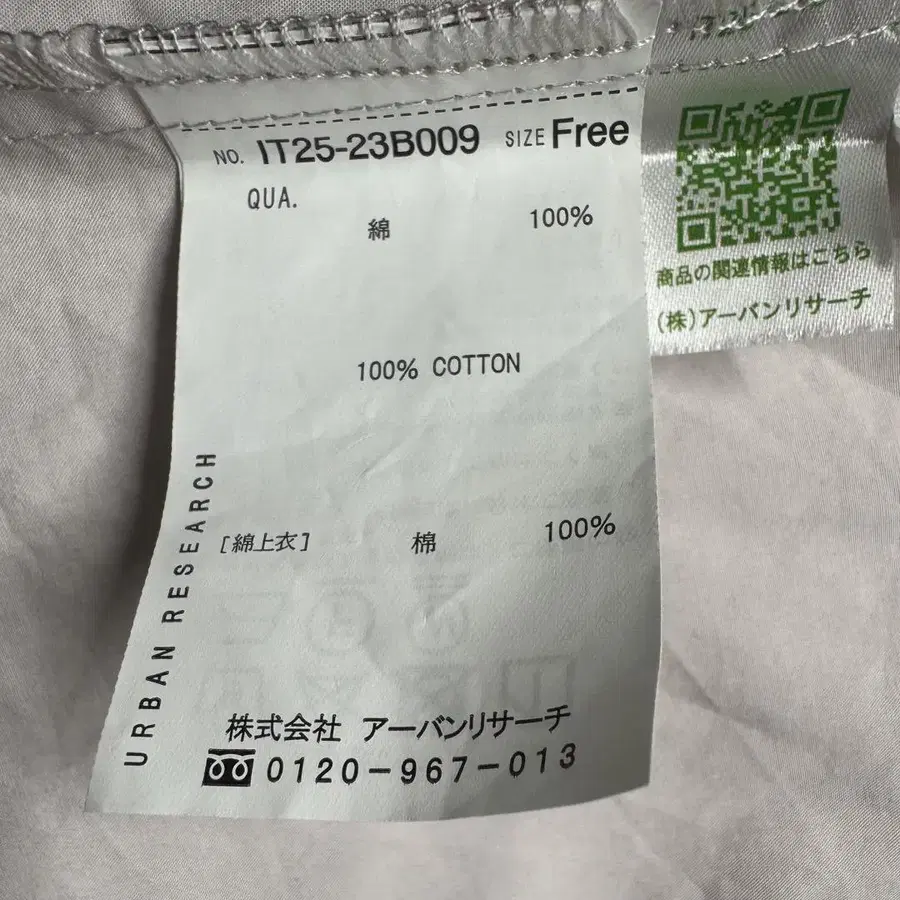 NO. IT25-23B009 SIZE Free
QUA.
綿 100%
100% COTTON
[綿上衣] 棉 100%
URBAN RESEARCH
株式会社 アーバンリサーチ
0120-967-013
商品の関連情報はこちら
(株)アーバンリサーチ